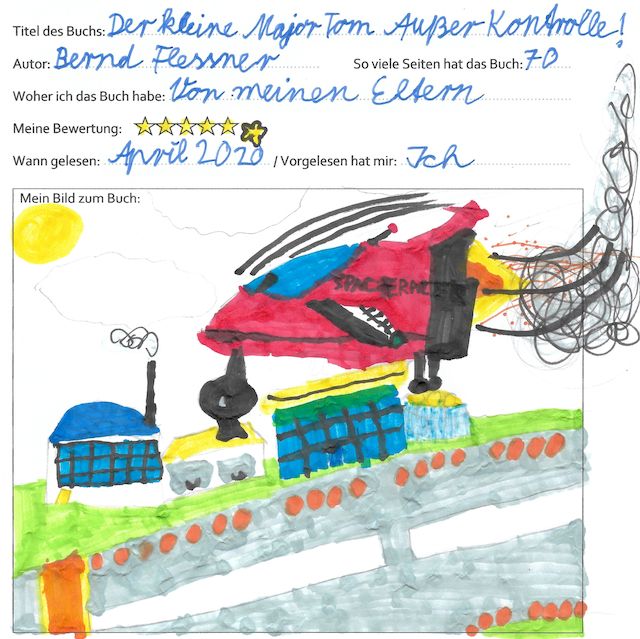 Titel des Buchs: Der kleine Major Tom Außer Kontrolle!
Autor: Bernd Flessner So viele Seiten hat das Buch: 70
Woher ich das Buch habe: Von meinen Eltern
Meine Bewertung:
Wann gelesen: April 2020 / Vorgelesen hat mir: Ich
Mein Bild zum Buch:
SPACERACER